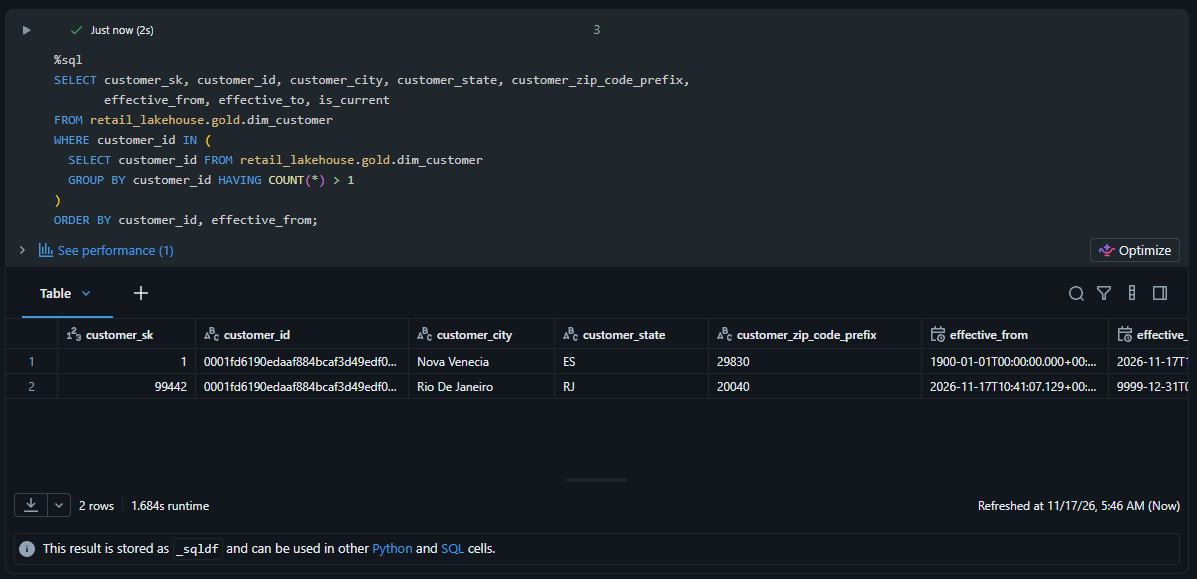 Just now (2s) 3
%sql
SELECT customer_sk, customer_id, customer_city, customer_state, customer_zip_code_prefix,
effective_from, effective_to, is_current
FROM retail_lakehouse.gold.dim_customer
WHERE customer_id IN (
SELECT customer_id FROM retail_lakehouse.gold.dim_customer
GROUP BY customer_id HAVING COUNT(*) > 1
)
ORDER BY customer_id, effective_from;
See performance (1) Optimize
Table
customer_sk customer_id customer_city customer_state customer_zip_code_prefix effective_from effective_
1 1 0001fd6190edaaf884bcaf3d49edf0... Nova Venecia ES 29830 1900-01-01T00:00:00.000+00:... 2026-11-17T1
2 99442 0001fd6190edaaf884bcaf3d49edf0... Rio De Janeiro RJ 20040 2026-11-17T10:41:07.129+00:... 9999-12-31T0
2 rows 1.684s runtime Refreshed at 11/17/26, 5:46 AM (Now)
This result is stored as _sqldf and can be used in other Python and SQL cells.